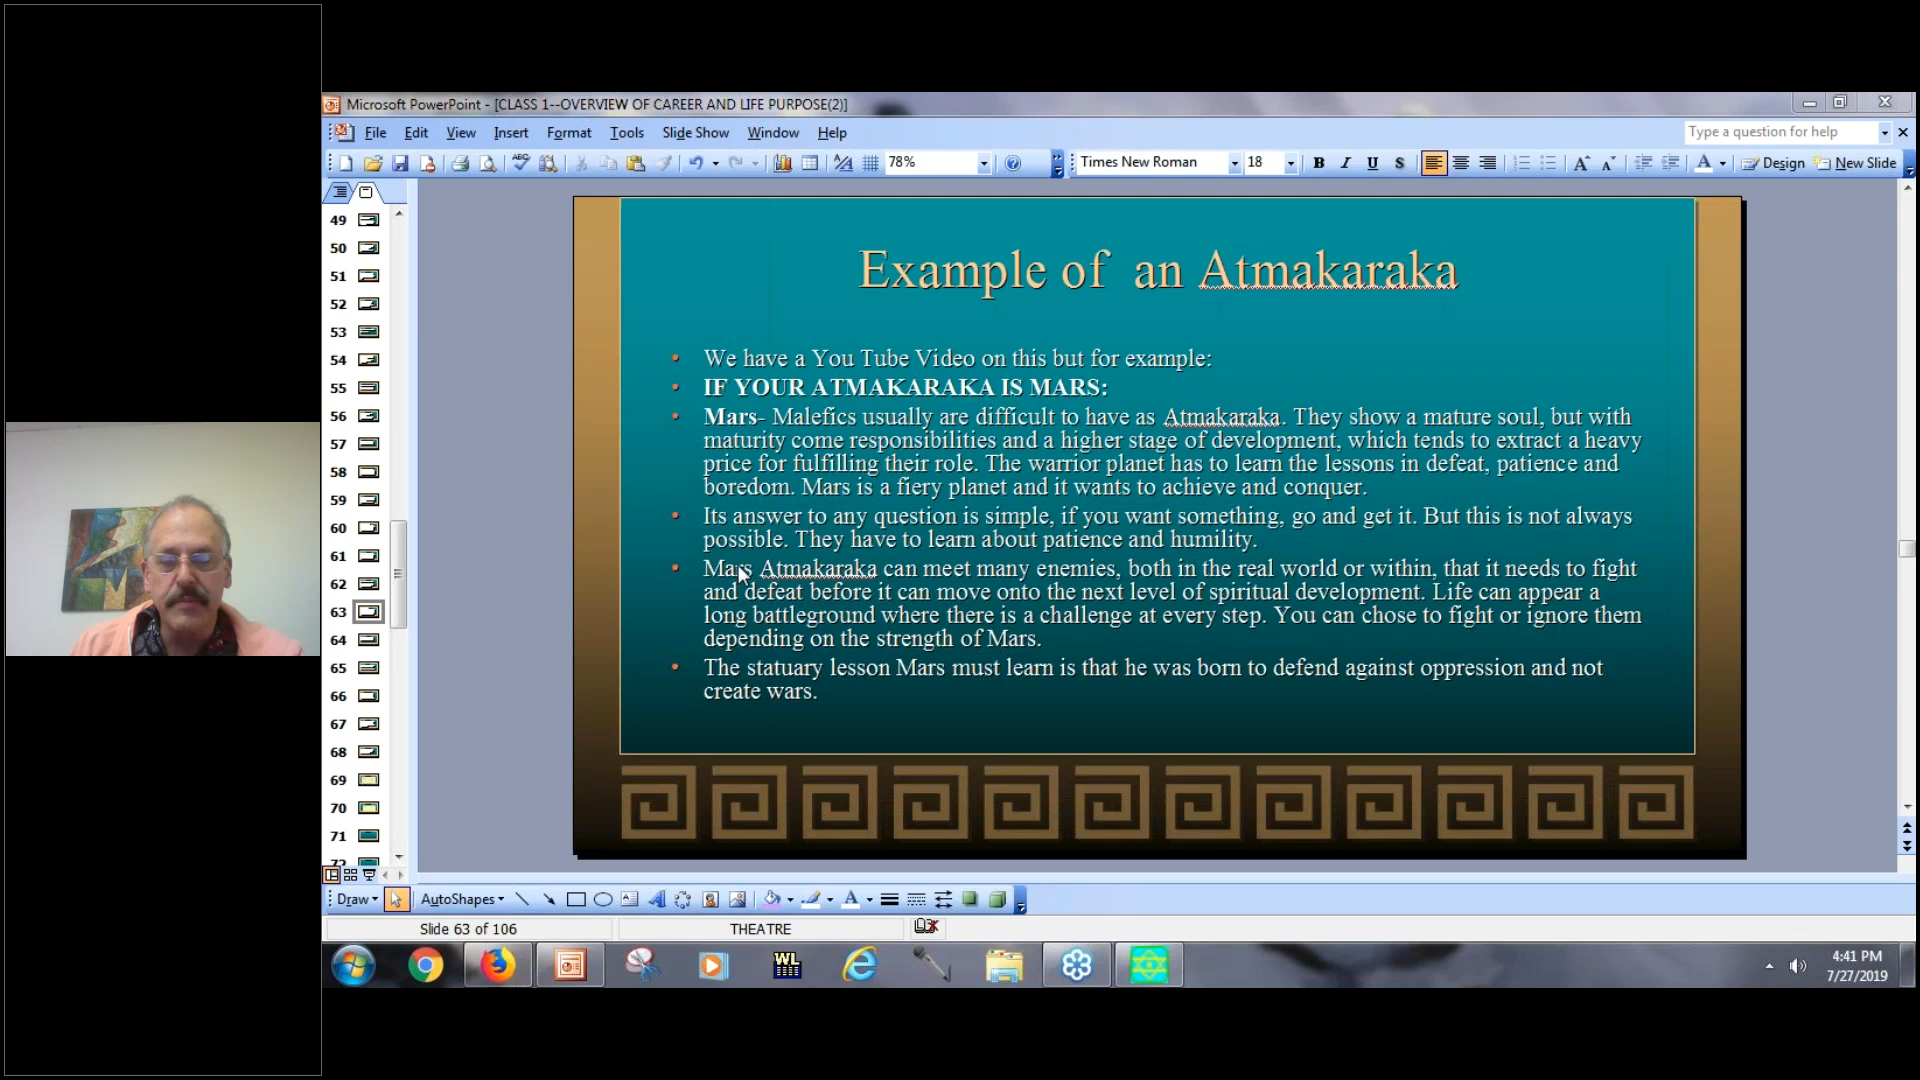 Microsoft PowerPoint - [CLASS 1--OVERVIEW OF CAREER AND LIFE PURPOSE(2)]
File Edit View Insert Format Tools Slide Show Window Help
Type a question for help
78%
Times New Roman 18 B I U S A A A Design New Slide
49
50
51
52
53
54
55
56
57
58
59
60
61
62
63
64
65
66
67
68
69
70
71
72
Example of  an Atmakaraka
We have a You Tube Video on this but for example:
IF YOUR ATMAKARAKA IS MARS:
Mars- Malefics usually are difficult to have as Atmakaraka. They show a mature soul, but with
maturity come responsibilities and a higher stage of development, which tends to extract a heavy
price for fulfilling their role. The warrior planet has to learn the lessons in defeat, patience and
boredom. Mars is a fiery planet and it wants to achieve and conquer.
Its answer to any question is simple, if you want something, go and get it. But this is not always
possible. They have to learn about patience and humility.
Mars Atmakaraka can meet many enemies, both in the real world or within, that it needs to fight
and defeat before it can move onto the next level of spiritual development. Life can appear a
long battleground where there is a challenge at every step. You can chose to fight or ignore them
depending on the strength of Mars.
The statuary lesson Mars must learn is that he was born to defend against oppression and not
create wars.
Draw AutoShapes
Slide 63 of 106 THEATRE
WL
4:41 PM
7/27/2019